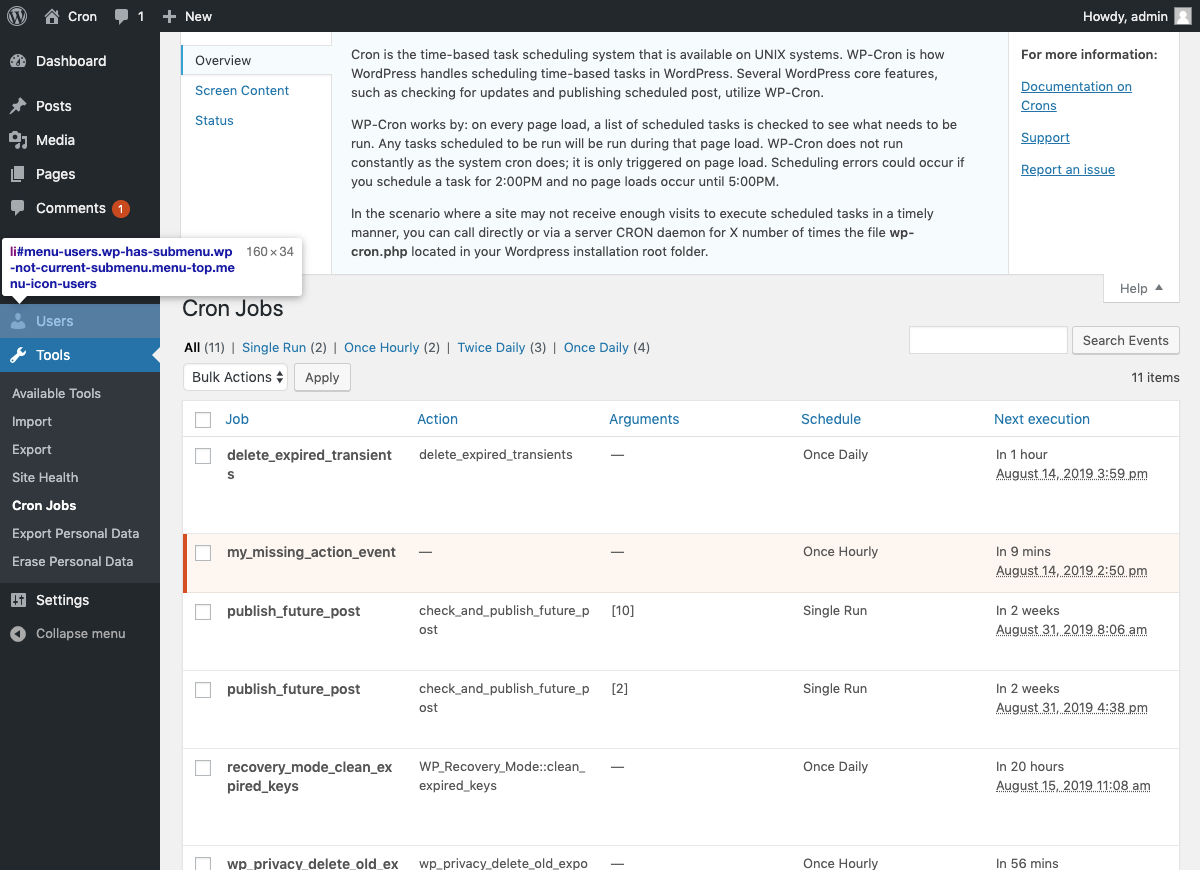 Cron 1 New Howdy, admin
Dashboard
Posts
Media
Pages
Comments 1
li#menu-users.wp-has-submenu.wp 160 × 34
-not-current-submenu.menu-top.me
nu-icon-users
Users
Tools
Available Tools
Import
Export
Site Health
Cron Jobs
Export Personal Data
Erase Personal Data
Settings
Collapse menu
Overview
Screen Content
Status
Cron is the time-based task scheduling system that is available on UNIX systems. WP-Cron is how
WordPress handles scheduling time-based tasks in WordPress. Several WordPress core features,
such as checking for updates and publishing scheduled post, utilize WP-Cron.
WP-Cron works by: on every page load, a list of scheduled tasks is checked to see what needs to be
run. Any tasks scheduled to be run will be run during that page load. WP-Cron does not run
constantly as the system cron does; it is only triggered on page load. Scheduling errors could occur if
you schedule a task for 2:00PM and no page loads occur until 5:00PM.
In the scenario where a site may not receive enough visits to execute scheduled tasks in a timely
manner, you can call directly or via a server CRON daemon for X number of times the file wp-
cron.php located in your Wordpress installation root folder.
For more information:
Documentation on
Crons
Support
Report an issue
Help
Cron Jobs
All (11) | Single Run (2) | Once Hourly (2) | Twice Daily (3) | Once Daily (4)
Search Events
Bulk Actions Apply 11 items
Job Action Arguments Schedule Next execution
delete_expired_transient delete_expired_transients — Once Daily In 1 hour
s August 14, 2019 3:59 pm
my_missing_action_event — — Once Hourly In 9 mins
August 14, 2019 2:50 pm
publish_future_post check_and_publish_future_p [10] Single Run In 2 weeks
ost August 31, 2019 8:06 am
publish_future_post check_and_publish_future_p [2] Single Run In 2 weeks
ost August 31, 2019 4:38 pm
recovery_mode_clean_ex WP_Recovery_Mode::clean_ — Once Daily In 20 hours
pired_keys expired_keys August 15, 2019 11:08 am
wp_privacy_delete_old_ex wp_privacy_delete_old_expo — Once Hourly In 56 mins